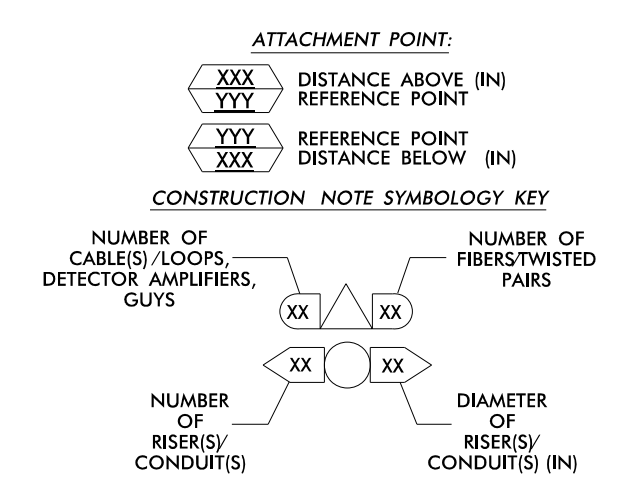 ATTACHMENT POINT:
XXX DISTANCE ABOVE (IN)
YYY REFERENCE POINT
YYY REFERENCE POINT
XXX DISTANCE BELOW (IN)
CONSTRUCTION NOTE SYMBOLOGY KEY
NUMBER OF
CABLE(S)/LOOPS,
DETECTOR AMPLIFIERS,
GUYS
NUMBER OF
FIBERS/TWISTED
PAIRS
XX XX
XX XX
NUMBER
OF
RISER(S)/
CONDUIT(S)
DIAMETER
OF
RISER(S)/
CONDUIT(S) (IN)